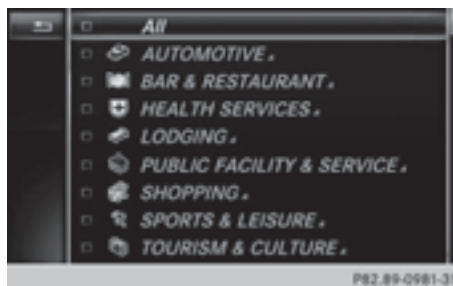 All
AUTOMOTIVE
BAR & RESTAURANT
HEALTH SERVICES
LODGING
PUBLIC FACILITY & SERVICE
SHOPPING
SPORTS & LEISURE
TOURISM & CULTURE
P82.89-0981-31